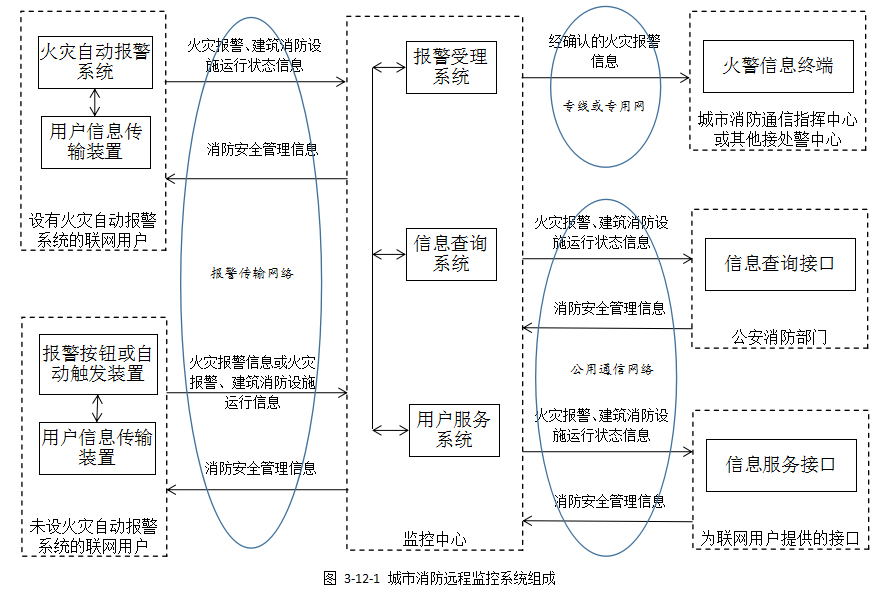 火灾自动报警
系统
用户信息传
输装置
设有火灾自动报警
系统的联网用户
报警按钮或自
动触发装置
用户信息传输
装置
未设火灾自动报警
系统的联网用户
火灾报警、建筑消防设
施运行状态信息
消防安全管理信息
报警传输网络
火灾报警信息或火灾
报警、建筑消防设施
运行信息
消防安全管理信息
报警受理
系统
信息查询
系统
用户服务
系统
监控中心
经确认的火灾报警
信息
专线或专用网
火灾报警、建筑消防设
施运行状态信息
消防安全管理信息
公用通信网络
火灾报警、建筑消防设
施运行状态信息
消防安全管理信息
火警信息终端
城市消防通信指挥中心
或其他接处警中心
信息查询接口
公安消防部门
信息服务接口
为联网用户提供的接口
图 3-12-1 城市消防远程监控系统组成